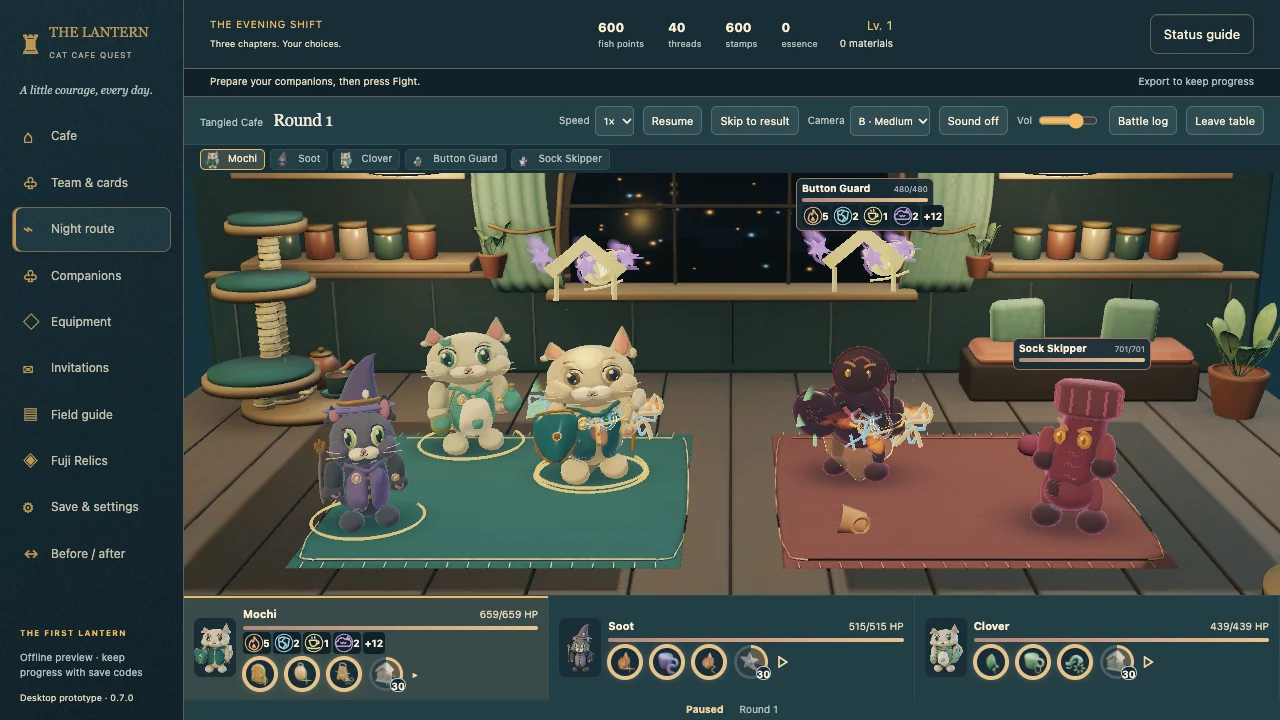 THE LANTERN
CAT CAFE QUEST
A little courage, every day.
Cafe
Team & cards
Night route
Companions
Equipment
Invitations
Field guide
Fuji Relics
Save & settings
Before / after
THE FIRST LANTERN
Offline preview · keep
progress with save codes
Desktop prototype · 0.7.0
THE EVENING SHIFT
Three chapters. Your choices.
600 fish points
40 threads
600 stamps
0 essence
Lv. 1
0 materials
Status guide
Prepare your companions, then press Fight.
Export to keep progress
Tangled Cafe Round 1
Speed 1x Resume Skip to result Camera B · Medium Sound off Vol Battle log Leave table
Mochi Soot Clover Button Guard Sock Skipper
Button Guard 480/480
5 2 1 2 +12
Sock Skipper 701/701
Mochi 659/659 HP
5 2 1 2 +12
30
Soot 515/515 HP
30
Clover 439/439 HP
30
Paused Round 1